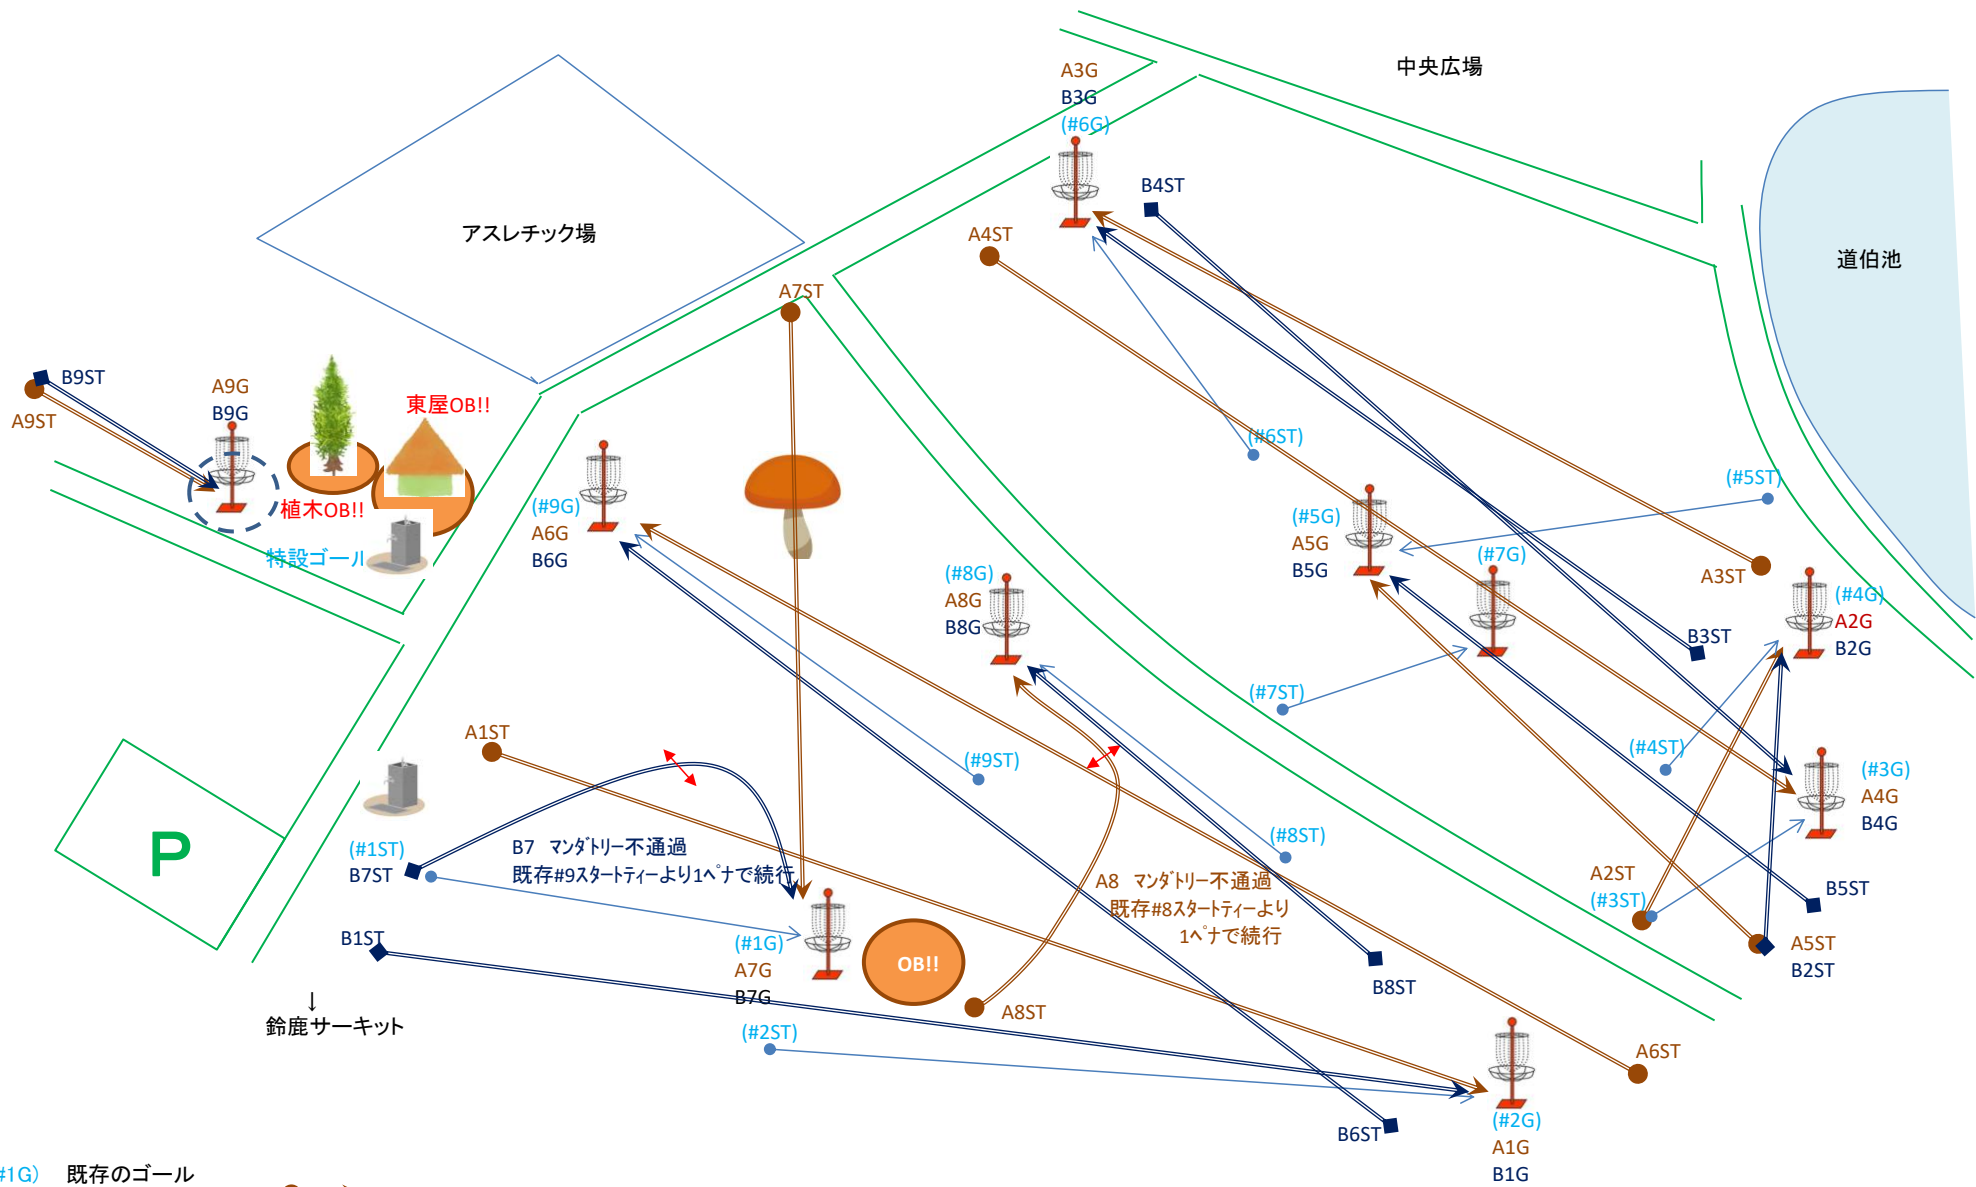 中央広場
A3G
B3G
(#6G)
B4ST
A4ST
アスレチック場
道伯池
A7ST
B9ST
A9ST
A9G
B9G
東屋OB!!
植木OB!!
特設ゴール
(#6ST)
(#5ST)
(#9G)
A6G
B6G
(#5G)
A5G
B5G
(#7G)
A3ST
(#8G)
A8G
B8G
(#4G)
A2G
B2G
B3ST
(#7ST)
A1ST
(#9ST)
(#4ST)
(#3G)
A4G
B4G
P
(#1ST)
B7ST
B7 マンダトリー不通過
既存#9スタートティーより1ペナで続行
(#8ST)
A8 マンダトリー不通過
既存#8スタートティーより
1ペナで続行
A2ST
(#3ST)
B5ST
B1ST
(#1G)
A7G
B7G
OB!!
A5ST
B2ST
B8ST
A8ST
↓
鈴鹿サーキット
(#2ST)
A6ST
B6ST
(#2G)
A1G
B1G
#1G) 既存のゴール